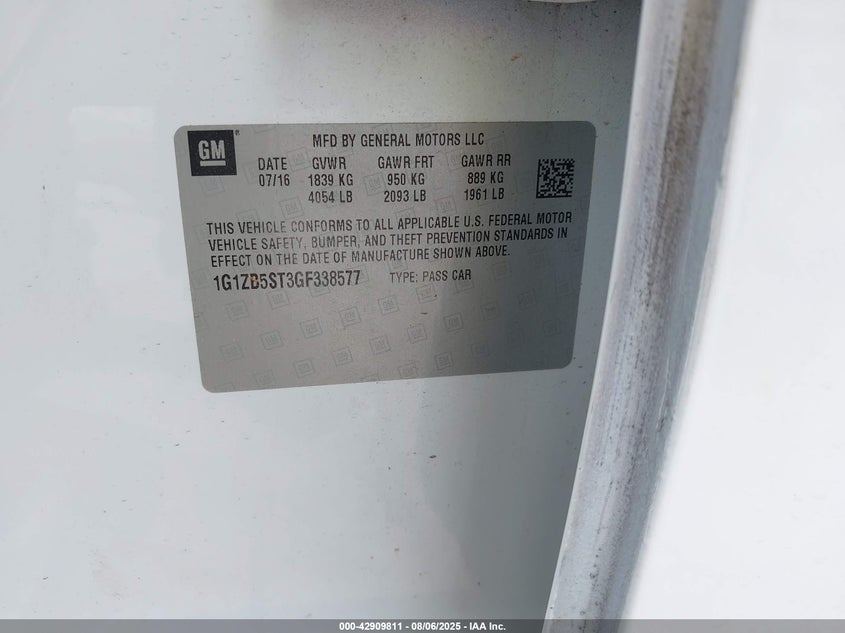 GM
MFD BY GENERAL MOTORS LLC
DATE GVWR GAWR FRT GAWR RR
07/16 1839 KG 950 KG 889 KG
4054 LB 2093 LB 1961 LB
THIS VEHICLE CONFORMS TO ALL APPLICABLE U.S. FEDERAL MOTOR
VEHICLE SAFETY, BUMPER, AND THEFT PREVENTION STANDARDS IN
EFFECT ON THE DATE OF MANUFACTURE SHOWN ABOVE.
1G1ZB5ST3GF338577 TYPE: PASS CAR
000-42909811 - 08/06/2025 - IAA Inc.